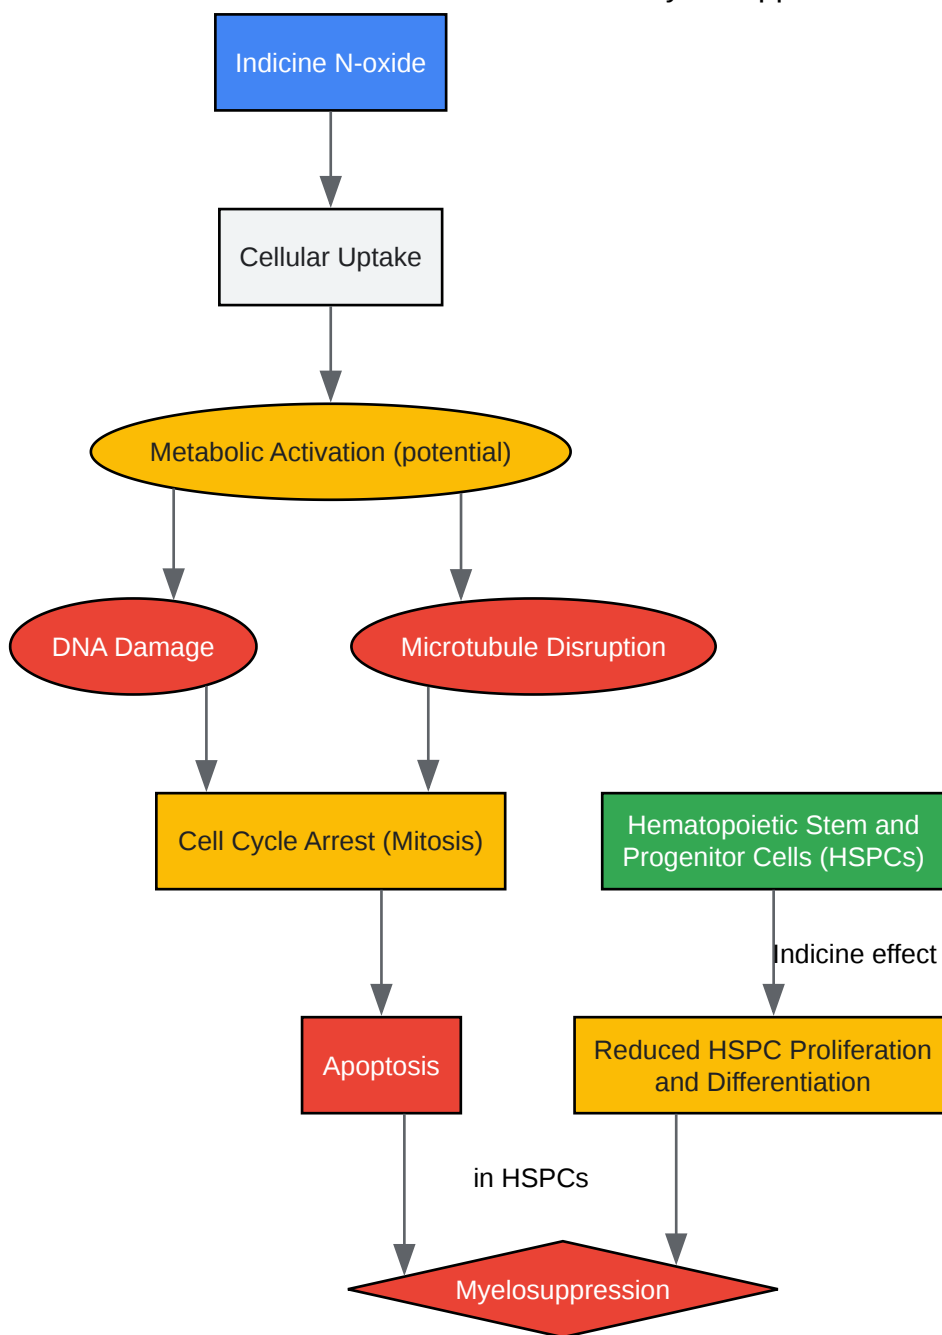 Indicine N-oxide
Cellular Uptake
Metabolic Activation (potential)
DNA Damage
Microtubule Disruption
Cell Cycle Arrest (Mitosis)
Hematopoietic Stem and
Progenitor Cells (HSPCs)
Indicine effect
Apoptosis
Reduced HSPC Proliferation
and Differentiation
in HSPCs
Myelosuppression